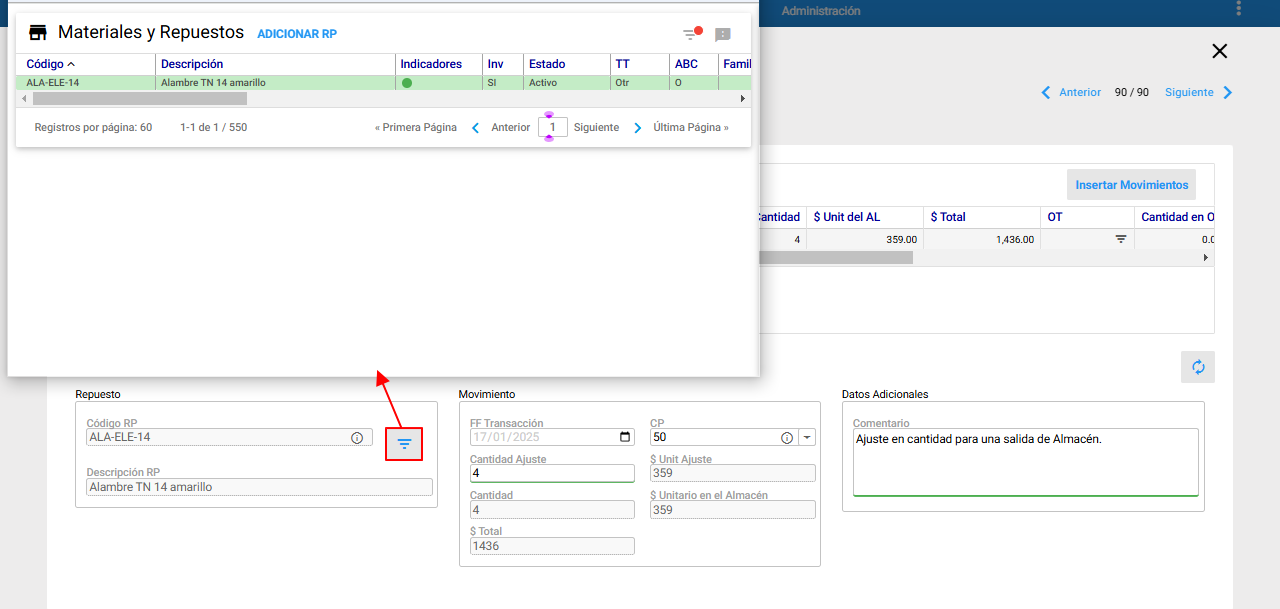 Administración
Materiales y Repuestos ADICIONAR RP
Código Descripción Indicadores Inv Estado TT ABC Famil
ALA-ELE-14 Alambre TN 14 amarillo SI Activo Otr O
Registros por página: 60 1-1 de 1 / 550 « Primera Página Anterior 1 Siguiente Última Página »
Anterior 90 / 90 Siguiente
Insertar Movimientos
Cantidad $ Unit del AL $ Total OT Cantidad en O
4 359.00 1,436.00 0.0
Repuesto
Código RP
ALA-ELE-14
Descripción RP
Alambre TN 14 amarillo
Movimiento
FF Transacción CP
17/01/2025 50
Cantidad Ajuste $ Unit Ajuste
4 359
Cantidad $ Unitario en el Almacén
4 359
$ Total
1436
Datos Adicionales
Comentario
Ajuste en cantidad para una salida de Almacén.